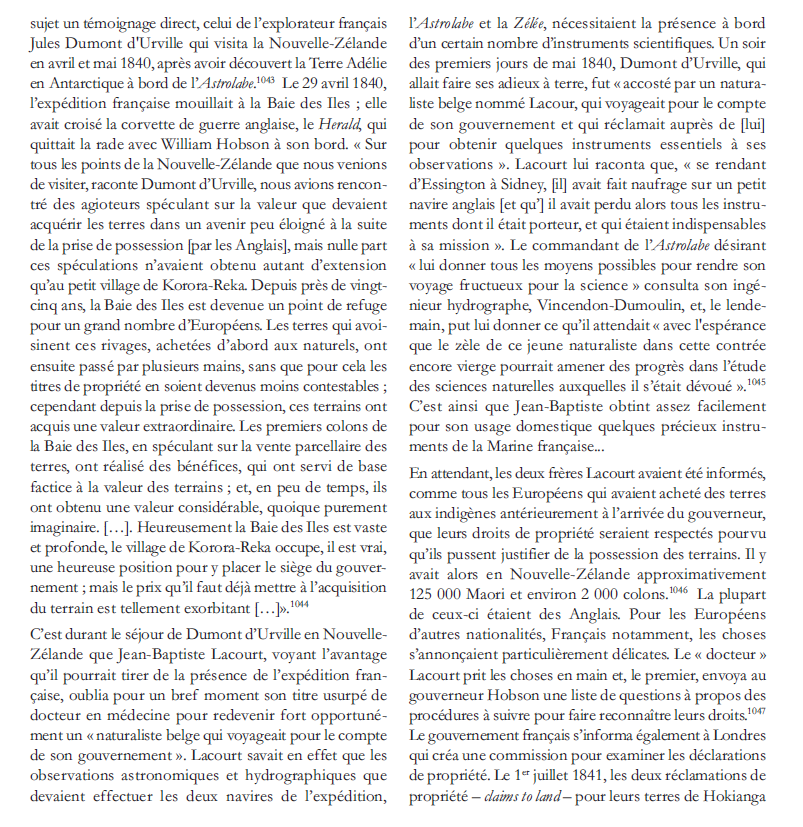 sujet un témoignage direct, celui de l’explorateur français
Jules Dumont d'Urville qui visita la Nouvelle-Zélande
en avril et mai 1840, après avoir découvert la Terre Adélie
en Antarctique à bord de l’Astrolabe.1043 Le 29 avril 1840,
l’expédition française mouillait à la Baie des Iles ; elle
avait croisé la corvette de guerre anglaise, le Herald, qui
quittait la rade avec William Hobson à son bord. « Sur
tous les points de la Nouvelle-Zélande que nous venions
de visiter, raconte Dumont d’Urville, nous avions rencon-
tré des agioteurs spéculant sur la valeur que devaient
acquérir les terres dans un avenir peu éloigné à la suite
de la prise de possession [par les Anglais], mais nulle part
ces spéculations n’avaient obtenu autant d’extension
qu’au petit village de Korora-Reka. Depuis près de vingt-
cinq ans, la Baie des Iles est devenue un point de refuge
pour un grand nombre d’Européens. Les terres qui avoi-
sinent ces rivages, achetées d’abord aux naturels, ont
ensuite passé par plusieurs mains, sans que pour cela les
titres de propriété en soient devenus moins contestables ;
cependant depuis la prise de possession, ces terrains ont
acquis une valeur extraordinaire. Les premiers colons de
la Baie des Iles, en spéculant sur la vente parcellaire des
terres, ont réalisé des bénéfices, qui ont servi de base
factice à la valeur des terrains ; et, en peu de temps, ils
ont obtenu une valeur considérable, quoique purement
imaginaire. […]. Heureusement la Baie des Iles est vaste
et profonde, le village de Korora-Reka occupe, il est vrai,
une heureuse position pour y placer le siège du gouver-
nement ; mais le prix qu’il faut déjà mettre à l’acquisition
du terrain est tellement exorbitant […]».1044
C’est durant le séjour de Dumont d’Urville en Nouvelle-
Zélande que Jean-Baptiste Lacourt, voyant l’avantage
qu’il pourrait tirer de la présence de l’expédition fran-
çaise, oublia pour un bref moment son titre usurpé de
docteur en médecine pour redevenir fort opportuné-
ment un « naturaliste belge qui voyageait pour le compte
de son gouvernement ». Lacourt savait en effet que les
observations astronomiques et hydrographiques que
devaient effectuer les deux navires de l’expédition,
l’Astrolabe et la Zélée, nécessitaient la présence à bord
d’un certain nombre d’instruments scientifiques. Un soir
des premiers jours de mai 1840, Dumont d’Urville, qui
allait faire ses adieux à terre, fut « accosté par un natura-
liste belge nommé Lacour, qui voyageait pour le compte
de son gouvernement et qui réclamait auprès de [lui]
pour obtenir quelques instruments essentiels à ses
observations ». Lacourt lui raconta que, « se rendant
d’Essington à Sidney, [il] avait fait naufrage sur un petit
navire anglais [et qu’] il avait perdu alors tous les instru-
ments dont il était porteur, et qui étaient indispensables
à sa mission ». Le commandant de l’Astrolabe désirant
« lui donner tous les moyens possibles pour rendre son
voyage fructueux pour la science » consulta son ingé-
nieur hydrographe, Vincendon-Dumoulin, et, le lende-
main, put lui donner ce qu’il attendait « avec l'espérance
que le zèle de ce jeune naturaliste dans cette contrée
encore vierge pourrait amener des progrès dans l’étude
des sciences naturelles auxquelles il s’était dévoué ».1045
C’est ainsi que Jean-Baptiste obtint assez facilement
pour son usage domestique quelques précieux instru-
ments de la Marine française...
En attendant, les deux frères Lacourt avaient été informés,
comme tous les Européens qui avaient acheté des terres
aux indigènes antérieurement à l’arrivée du gouverneur,
que leurs droits de propriété seraient respectés pourvu
qu’ils pussent justifier de la possession des terrains. Il y
avait alors en Nouvelle-Zélande approximativement
125 000 Maori et environ 2 000 colons.1046 La plupart
de ceux-ci étaient des Anglais. Pour les Européens
d’autres nationalités, Français notamment, les choses
s’annonçaient particulièrement délicates. Le « docteur »
Lacourt prit les choses en main et, le premier, envoya au
gouverneur Hobson une liste de questions à propos des
procédures à suivre pour faire reconnaître leurs droits.1047
Le gouvernement français s’informa également à Londres
qui créa une commission pour examiner les déclarations
de propriété. Le 1er juillet 1841, les deux réclamations de
propriété – claims to land – pour leurs terres de Hokianga